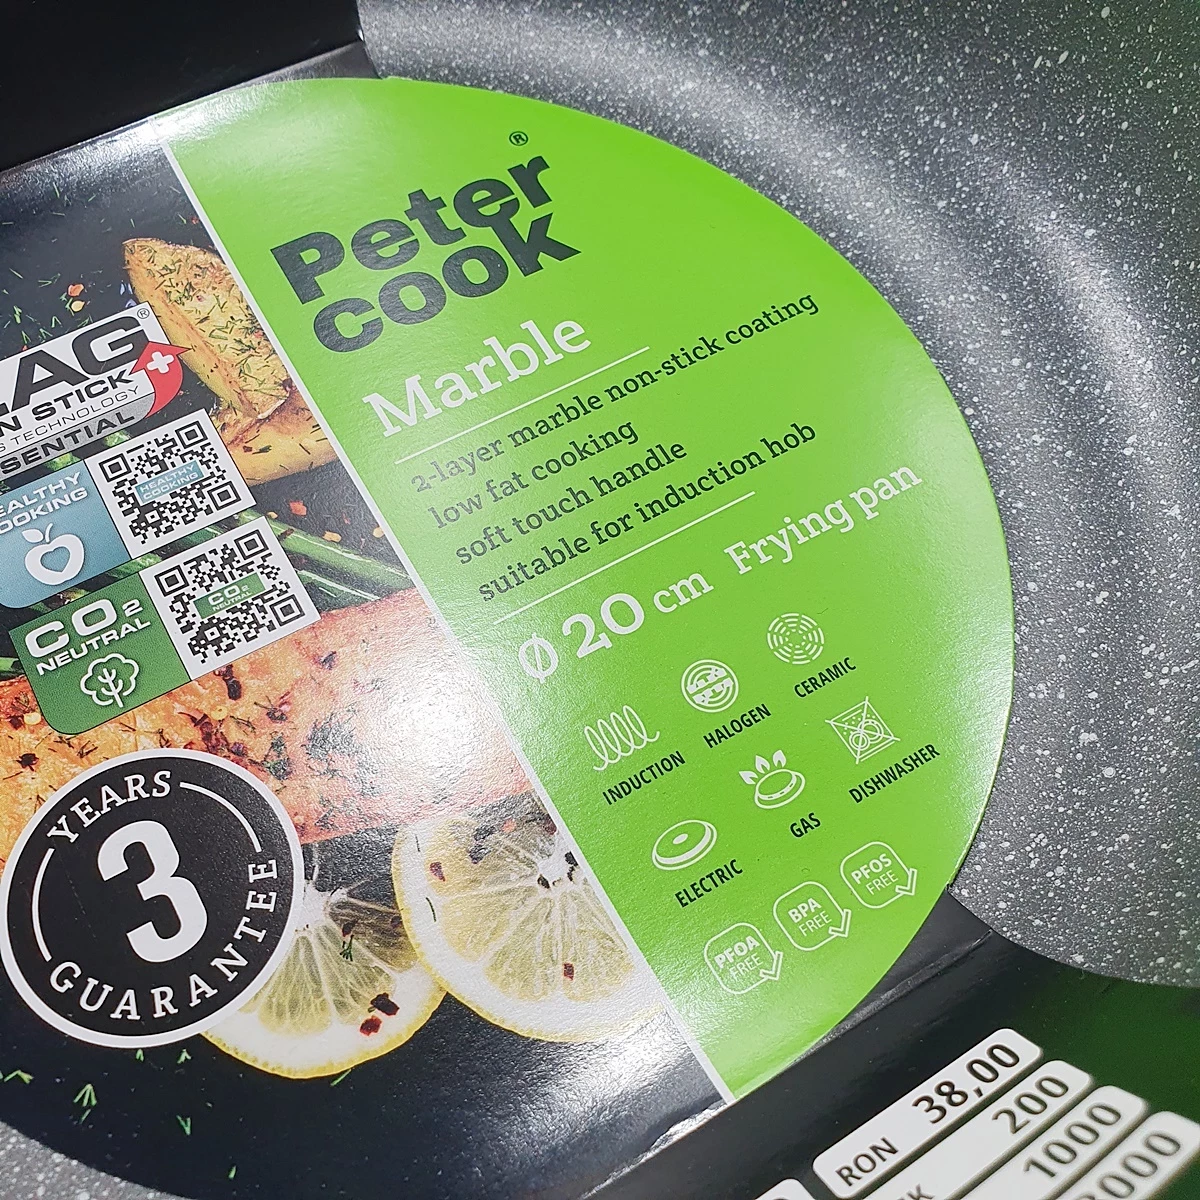 Peter®
cook
Marble
2-layer marble non-stick coating
low fat cooking
soft touch handle
suitable for induction hob
Ø 20 cm Frying pan
INDUCTION
HALOGEN
CERAMIC
ELECTRIC
GAS
DISHWASHER
PFOA
FREE
BPA
FREE
PFOS
FREE
STICK
TECHNOLOGY
HEALTHY
COOKING
CO2
NEUTRAL
CO2
NEUTRAL
YEARS
3
GUARANTEE
RON 38,00
200
1000